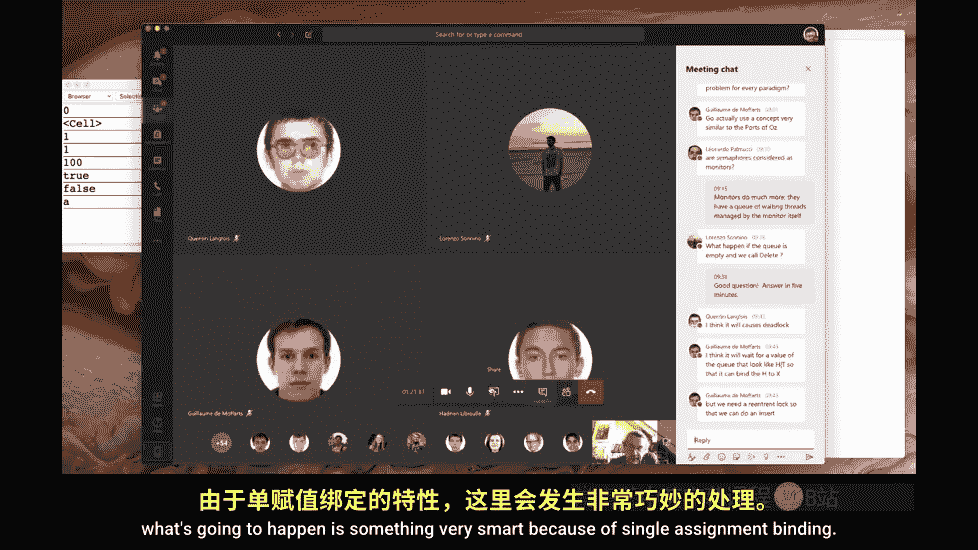 Search for or type a command
Browser
Selectio
0
<Cell>
1
1
100
true
false
a
Quentin Langlois
Lorenzo Sonnino
Guillaume de Moffarts
Hadrien Libioulle
Share
+54
Meeting chat
problem for every paradigm?
Guillaume de Moffarts
Go actually use a concept very
similar to the Ports of Oz
are semaphores considered as
monitors?
Monitors do much more: they
have a queue of waiting threads
managed by the monitor itself
Lorenzo Sonnino
What happen if the queue is
empty and we call Delete ?
Good question! Answer in five
minutes.
Quentin Langlois
I think it will causes deadlock
Guillaume de Moffarts
I think it will wait for a value of
the queue that look like H|T so
that it can bind the H to X
Guillaume de Moffarts
but we need a reentrent lock so
that we can do an insert
Reply
由于单赋值绑定的特性，这里会发生非常巧妙的处理。
what's going to happen is something very smart because of single assignment binding.